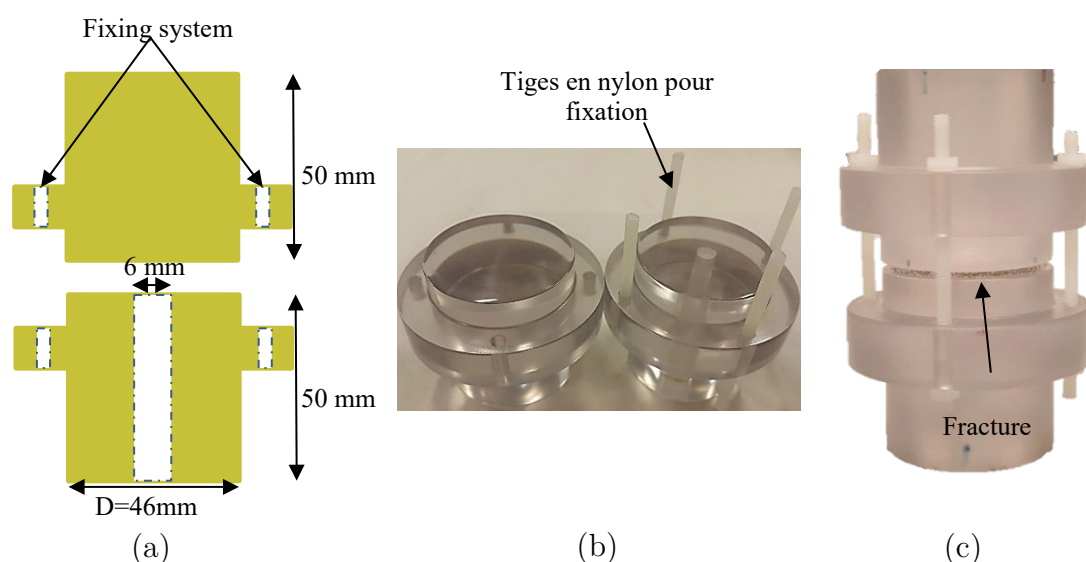 Fixing system
50 mm
6 mm
50 mm
D=46mm
(a)
Tiges en nylon pour
fixation
(b)
Fracture
(c)